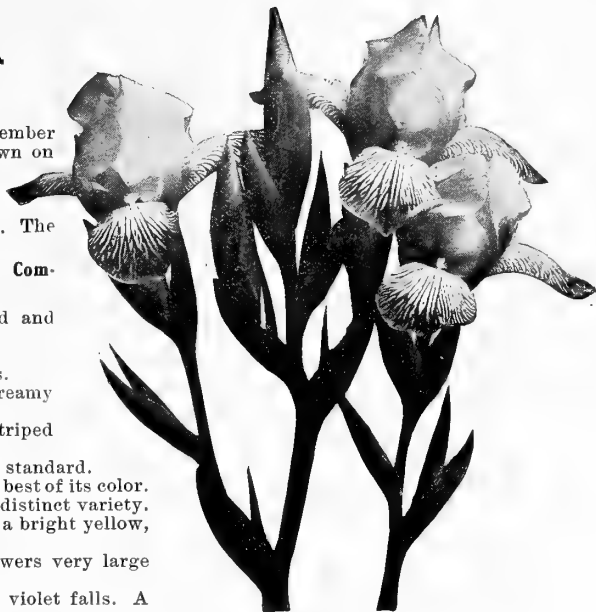 ember
wn on
. The
Com-
d and
s.
reamy
triped
standard.
best of its color.
distinct variety.
a bright yellow,
wers very large
violet falls. A